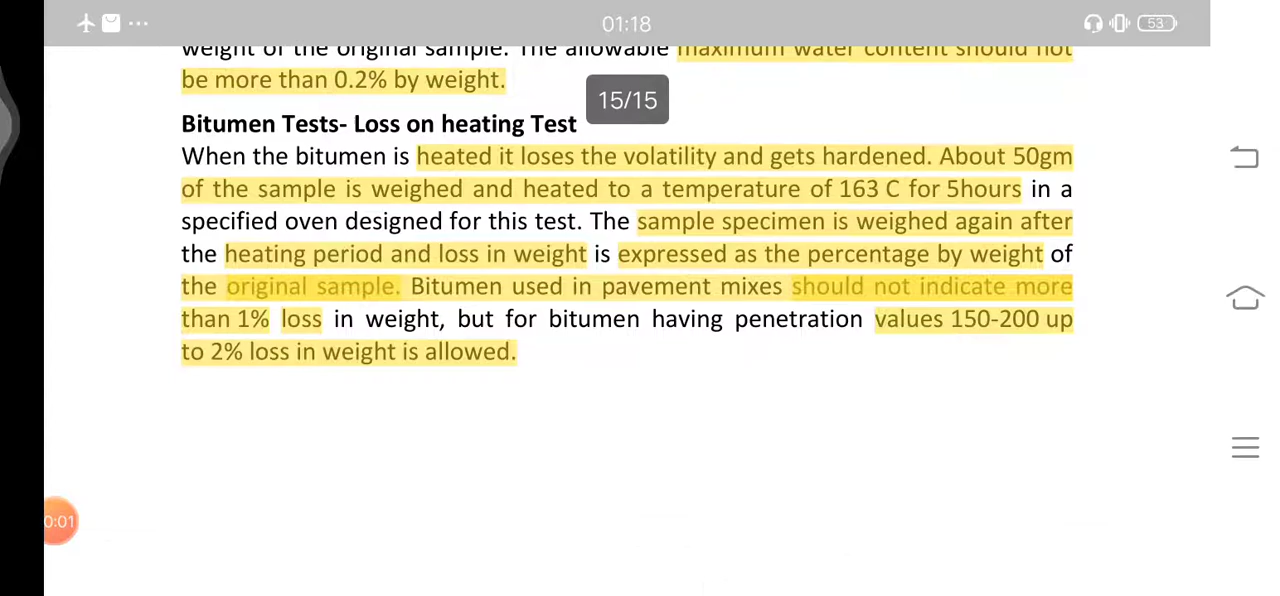 01:18
53
weight of the original sample. The allowable maximum water content should not
be more than 0.2% by weight.
15/15
Bitumen Tests- Loss on heating Test
When the bitumen is heated it loses the volatility and gets hardened. About 50gm
of the sample is weighed and heated to a temperature of 163 C for 5hours in a
specified oven designed for this test. The sample specimen is weighed again after
the heating period and loss in weight is expressed as the percentage by weight of
the original sample. Bitumen used in pavement mixes should not indicate more
than 1% loss in weight, but for bitumen having penetration values 150-200 up
to 2% loss in weight is allowed.
0:01